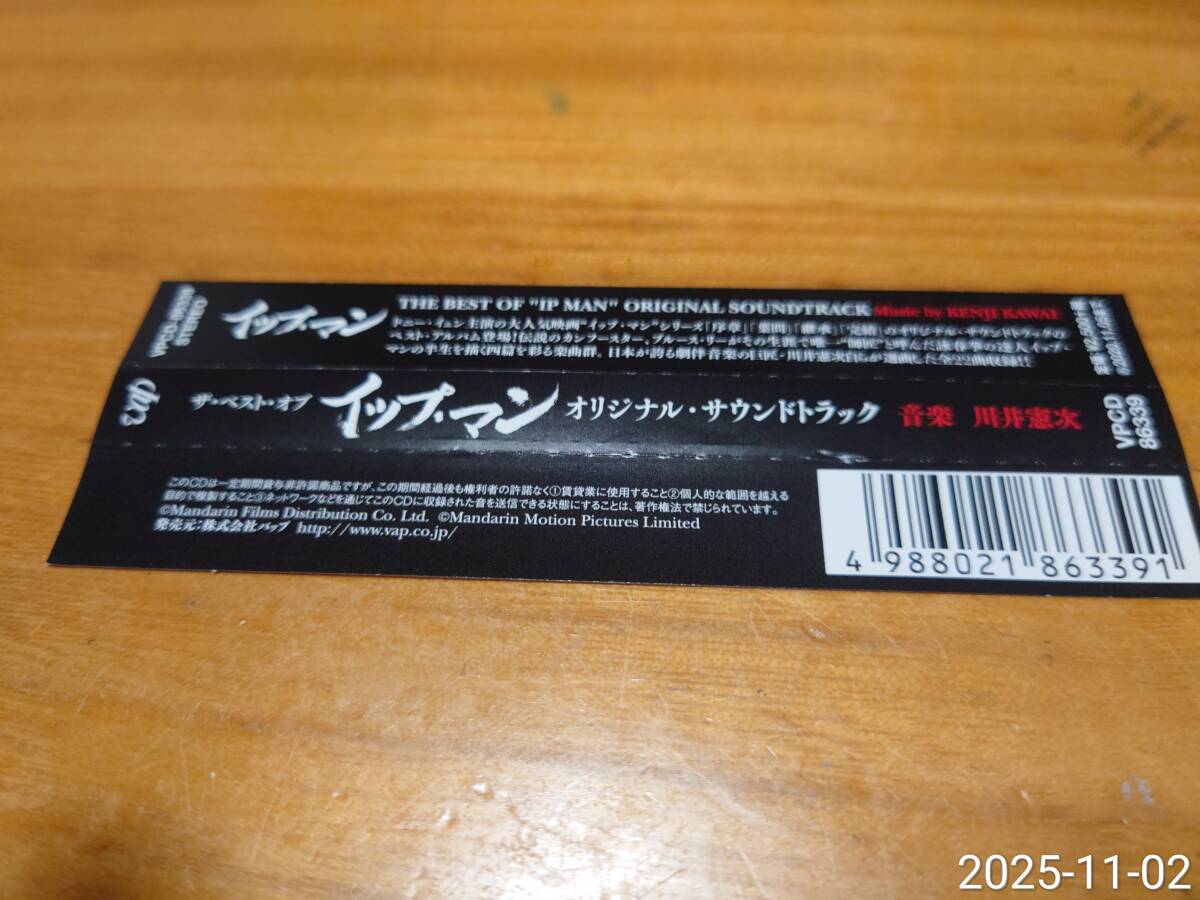 イップ・マン
THE BEST OF "IP MAN" ORIGINAL SOUNDTRACK Music by KENJI KAWAI
ドニー・イェン主演の大人気映画"イップ・マン"シリーズ「序章」「葉問」「継承」「完結」のオリジナル・サウンドトラックの
ベスト・アルバム登場!伝説のカンフースター、ブルース・リーがその生涯で唯一"師匠"と呼んだ詠春拳の達人イップ・
マンの半生を描く四篇を彩る楽曲群。日本が誇る劇伴音楽の巨匠・川井憲次氏が選曲した全22曲収録!!
vap
ザ・ベスト・オブ
イップ・マン
オリジナル・サウンドトラック
音楽 川井憲次
VPCD
86339
このCDは一定期間貸与非許諾商品ですが、この期間経過後も権利者の許諾なく①賃貸業に使用すること②個人的な範囲を越える
目的で複製すること③ネットワークなどを通じてこのCDに収録された音を送信できる状態にすることは、著作権法で禁じられています。
©Mandarin Films Distribution Co. Ltd. ©Mandarin Motion Pictures Limited
発売元:株式会社バップ http://www.vap.co.jp/
4 988021 863391
2025-11-02